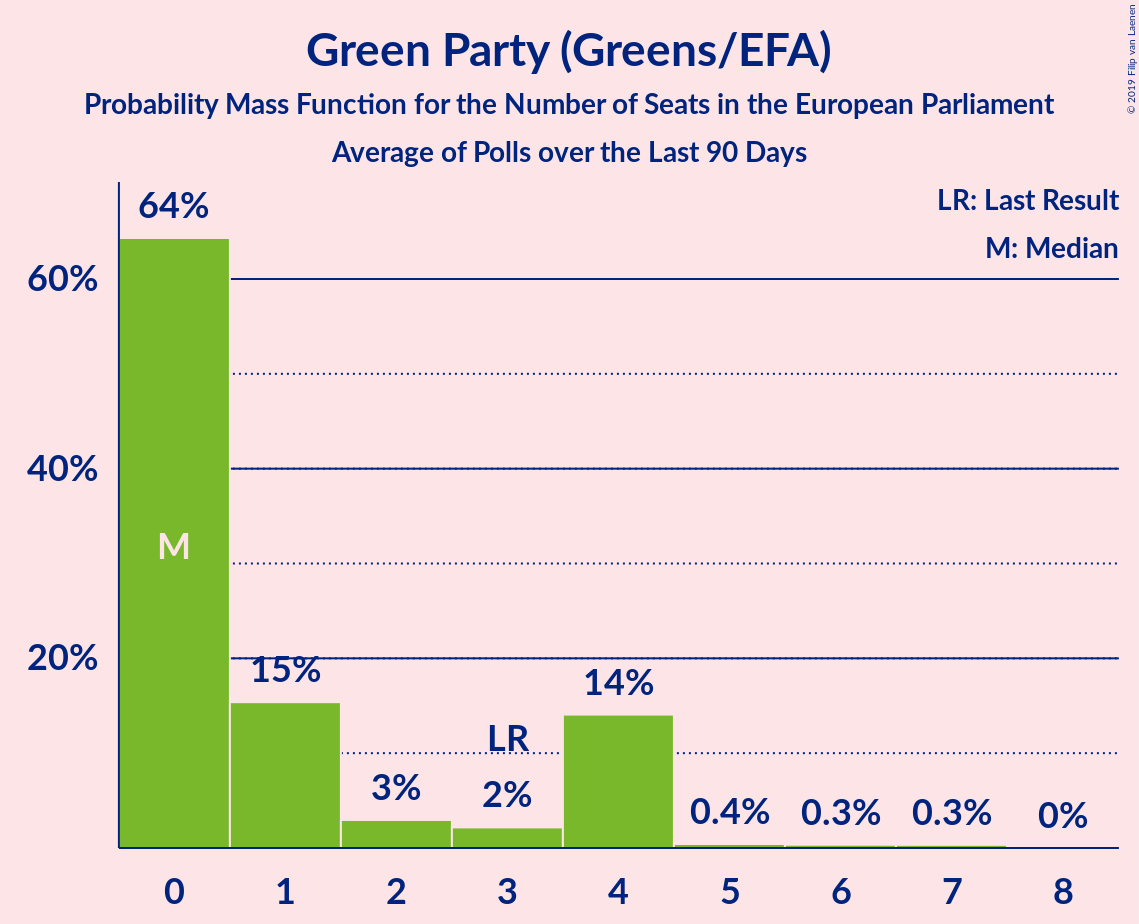 Green Party (Greens/EFA)
Probability Mass Function for the Number of Seats in the European Parliament
Average of Polls over the Last 90 Days
© 2019 Filip van Laenen
LR: Last Result
M: Median
64%
60%
40%
M
20%
15%
14%
LR
3%
2%
0.4%
0.3%
0.3%
0%
0 1 2 3 4 5 6 7 8